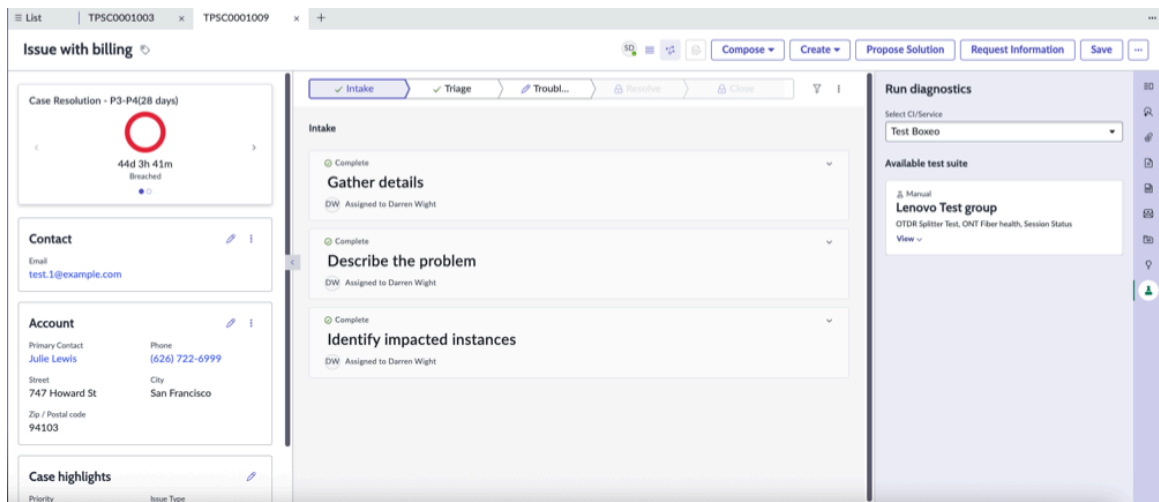 List
TPSC0001003 ×
TPSC0001009 ×
+
Issue with billing
SD
Compose
Create
Propose Solution
Request Information
Save
Case Resolution - P3-P4(28 days)
44d 3h 41m
Breached
Contact
Email
test.1@example.com
Account
Primary Contact
Phone
Julie Lewis
(626) 722-6999
Street
City
747 Howard St
San Francisco
Zip / Postal code
94103
Case highlights
Priority
Issue Type
Intake
Triage
Troubl...
Resolve
Close
Intake
Complete
Gather details
DW Assigned to Darren Wight
Complete
Describe the problem
DW Assigned to Darren Wight
Complete
Identify impacted instances
DW Assigned to Darren Wight
Run diagnostics
Select CI/Service
Test Boxeo
Available test suite
Manual
Lenovo Test group
OTDR Splitter Test, ONT Fiber health, Session Status
View